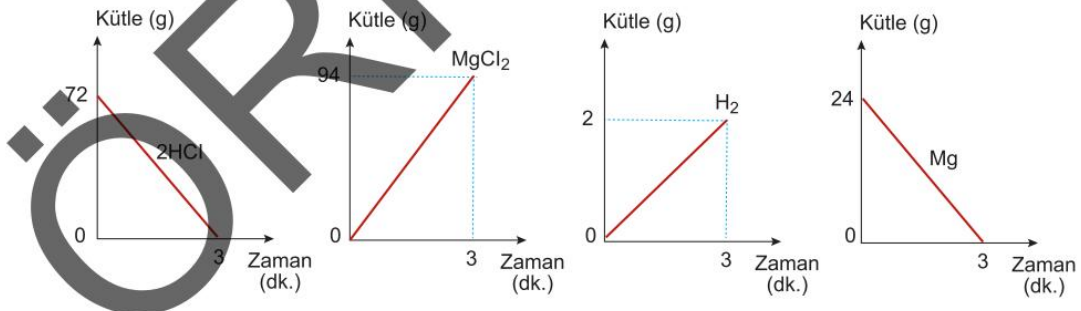 Kütle (g)
72
2HCl
0
3
Zaman
(dk.)
Kütle (g)
94
MgCl₂
0
3
Zaman
(dk.)
Kütle (g)
2
H₂
0
3
Zaman
(dk.)
Kütle (g)
24
Mg
0
3
Zaman
(dk.)